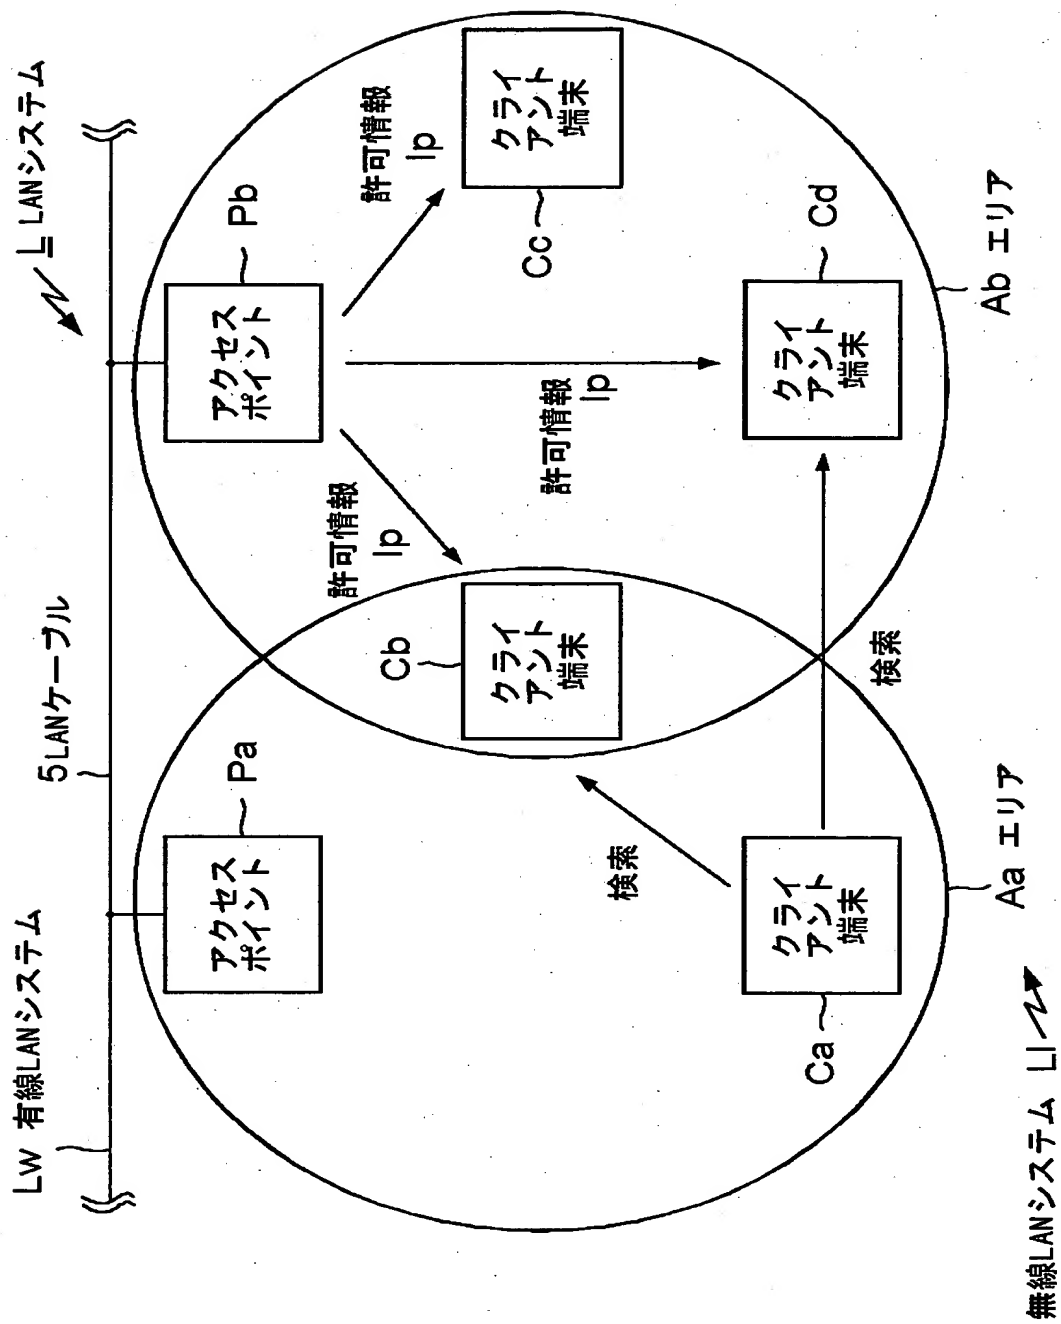 L LANシステム
Lw 有線LANシステム
5 LANケーブル
アクセス
ポイント
Pa
アクセス
ポイント
Pb
許可情報
Ip
許可情報
Ip
許可情報
Ip
Cb
クライ
アント
端末
Cc
クライ
アント
端末
検索
検索
Ca
クライ
アント
端末
クライ
アント
端末
Cd
Aa エリア
Ab エリア
無線LANシステム Ll